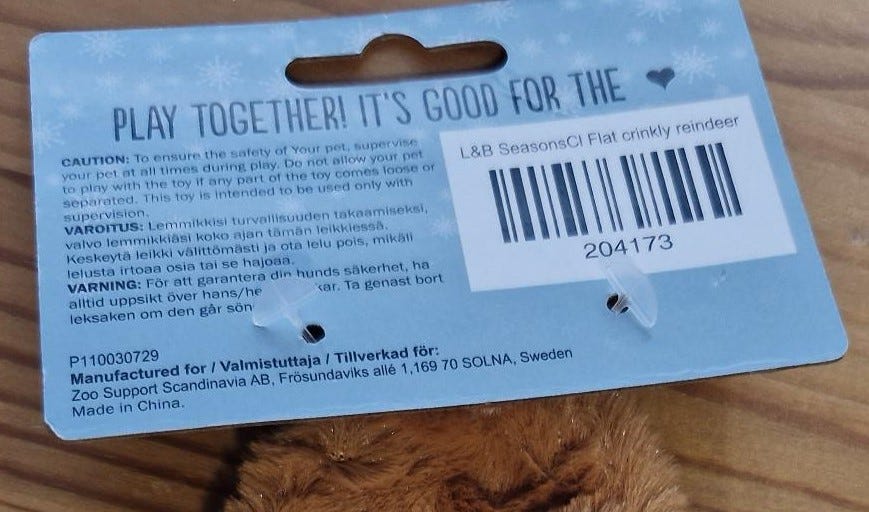 PLAY TOGETHER! IT'S GOOD FOR THE
L&B SeasonsCl Flat crinkly reindeer
204173
CAUTION: To ensure the safety of Your pet, supervise
your pet at all times during play. Do not allow your pet
to play with the toy if any part of the toy comes loose or
separated. This toy is intended to be used only with
supervision.
VAROITUS: Lemmikkisi turvallisuuden takaamiseksi,
valvo lemmikkiäsi koko ajan tämän leikkiessä.
Keskeytä leikki välittömästi ja ota lelu pois, mikäli
lelusta irtoaa osia tai se hajoaa.
VARNING: För att garantera din hunds säkerhet, ha
alltid uppsikt över hans/he kar. Ta genast bort
leksaken om den går sön
P110030729
Manufactured for / Valmistuttaja / Tillverkad för:
Zoo Support Scandinavia AB, Frösundaviks allé 1,169 70 SOLNA, Sweden
Made in China.